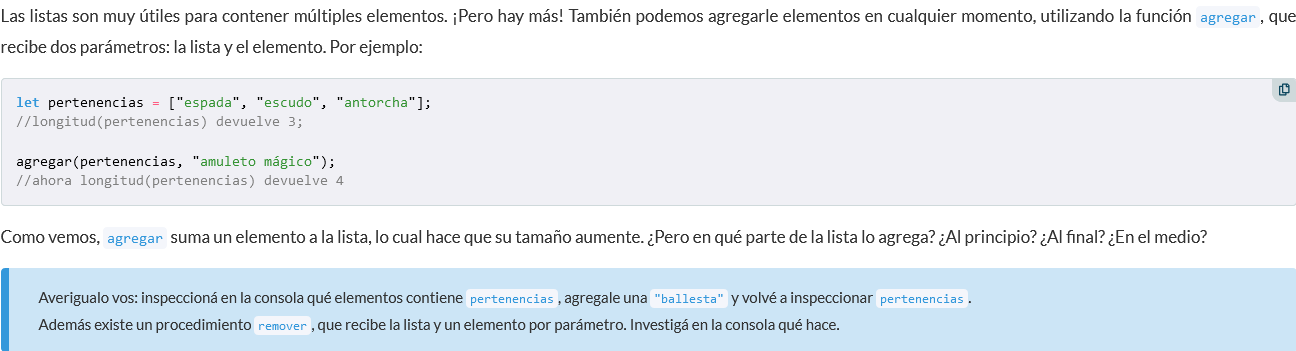 Las listas son muy útiles para contener múltiples elementos. ¡Pero hay más! También podemos agregarle elementos en cualquier momento, utilizando la función agregar, que
recibe dos parámetros: la lista y el elemento. Por ejemplo:
let pertenencias = ["espada", "escudo", "antorcha"];
//longitud(pertenencias) devuelve 3;
agregar(pertenencias, "amuleto mágico");
//ahora longitud(pertenencias) devuelve 4
Como vemos, agregar suma un elemento a la lista, lo cual hace que su tamaño aumente. ¿Pero en qué parte de la lista lo agrega? ¿Al principio? ¿Al final? ¿En el medio?
Averigualo vos: inspeccioná en la consola qué elementos contiene pertenencias, agregale una "ballesta" y volvé a inspeccionar pertenencias.
Además existe un procedimiento remover, que recibe la lista y un elemento por parámetro. Investigá en la consola qué hace.